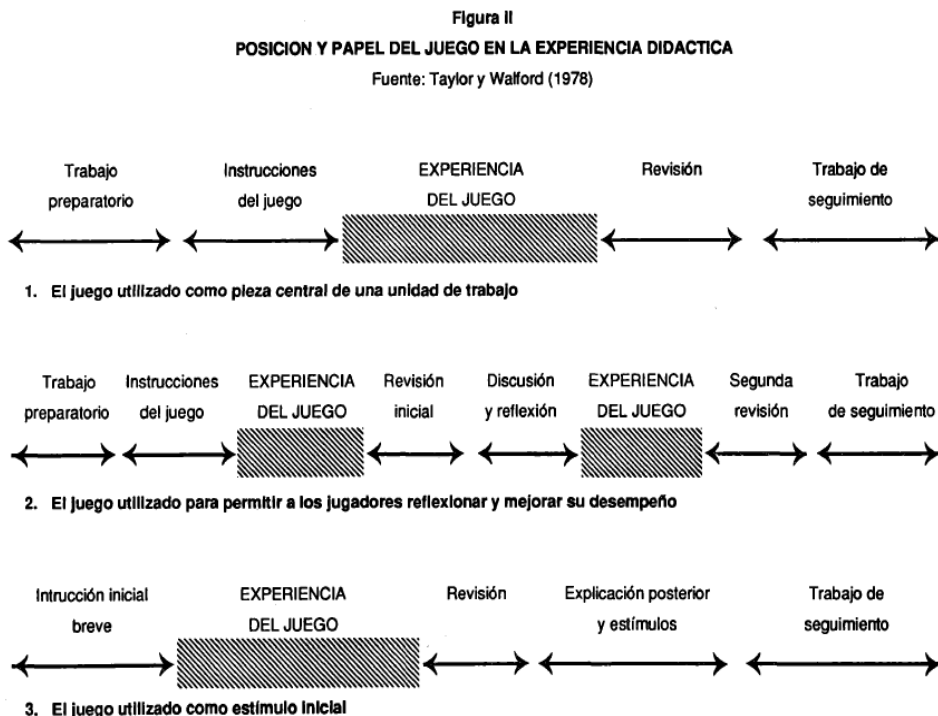 Figura II
POSICION Y PAPEL DEL JUEGO EN LA EXPERIENCIA DIDACTICA
Fuente: Taylor y Walford (1978)
Trabajo preparatorio
Instrucciones del juego
EXPERIENCIA DEL JUEGO
Revisión
Trabajo de seguimiento
1. El juego utilizado como pieza central de una unidad de trabajo
Trabajo preparatorio
Instrucciones del juego
EXPERIENCIA DEL JUEGO
Revisión inicial
Discusión y reflexión
EXPERIENCIA DEL JUEGO
Segunda revisión
Trabajo de seguimiento
2. El juego utilizado para permitir a los jugadores reflexionar y mejorar su desempeño
Intrucción inicial breve
EXPERIENCIA DEL JUEGO
Revisión
Explicación posterior y estímulos
Trabajo de seguimiento
3. El juego utilizado como estímulo inicial